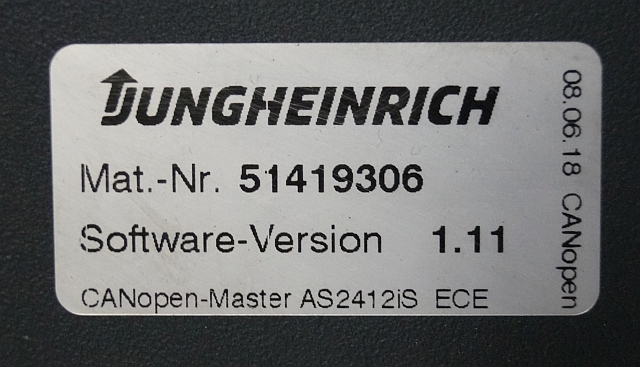 JUNGHEINRICH
Mat.-Nr. 51419306
Software-Version 1.11
CANopen-Master AS2412iS ECE
08.06.18 CANopen